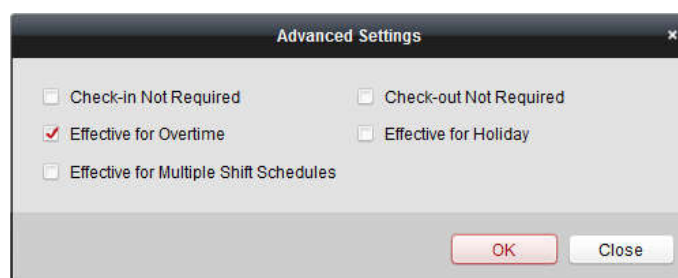 Advanced Settings ×
Check-in Not Required Check-out Not Required
Effective for Overtime Effective for Holiday
Effective for Multiple Shift Schedules
OK Close